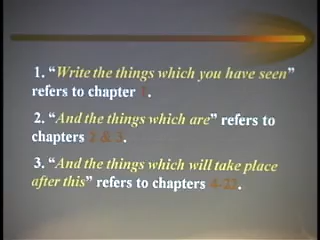 1. “Write the things which you have seen”
refers to chapter 1.
2. “And the things which are” refers to
chapters 2 & 3.
3. “And the things which will take place
after this” refers to chapters 4-22.